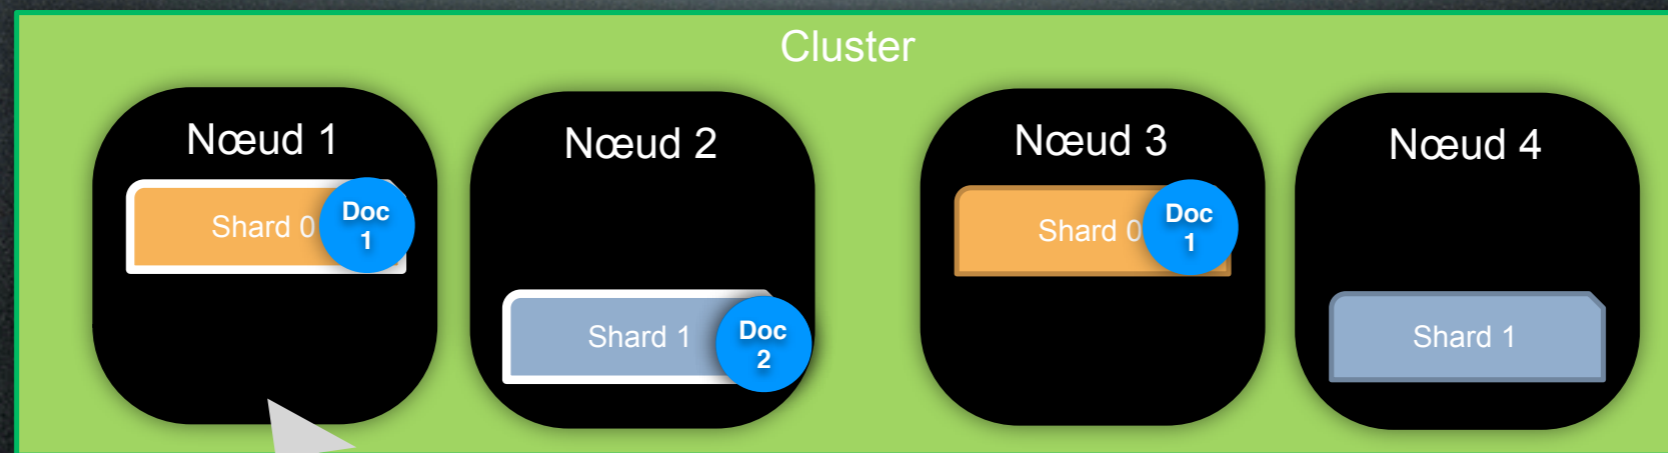 Cluster
Nœud 1
Shard 0
Doc
1
Nœud 2
Shard 1
Doc
2
Nœud 3
Shard 0
Doc
1
Nœud 4
Shard 1